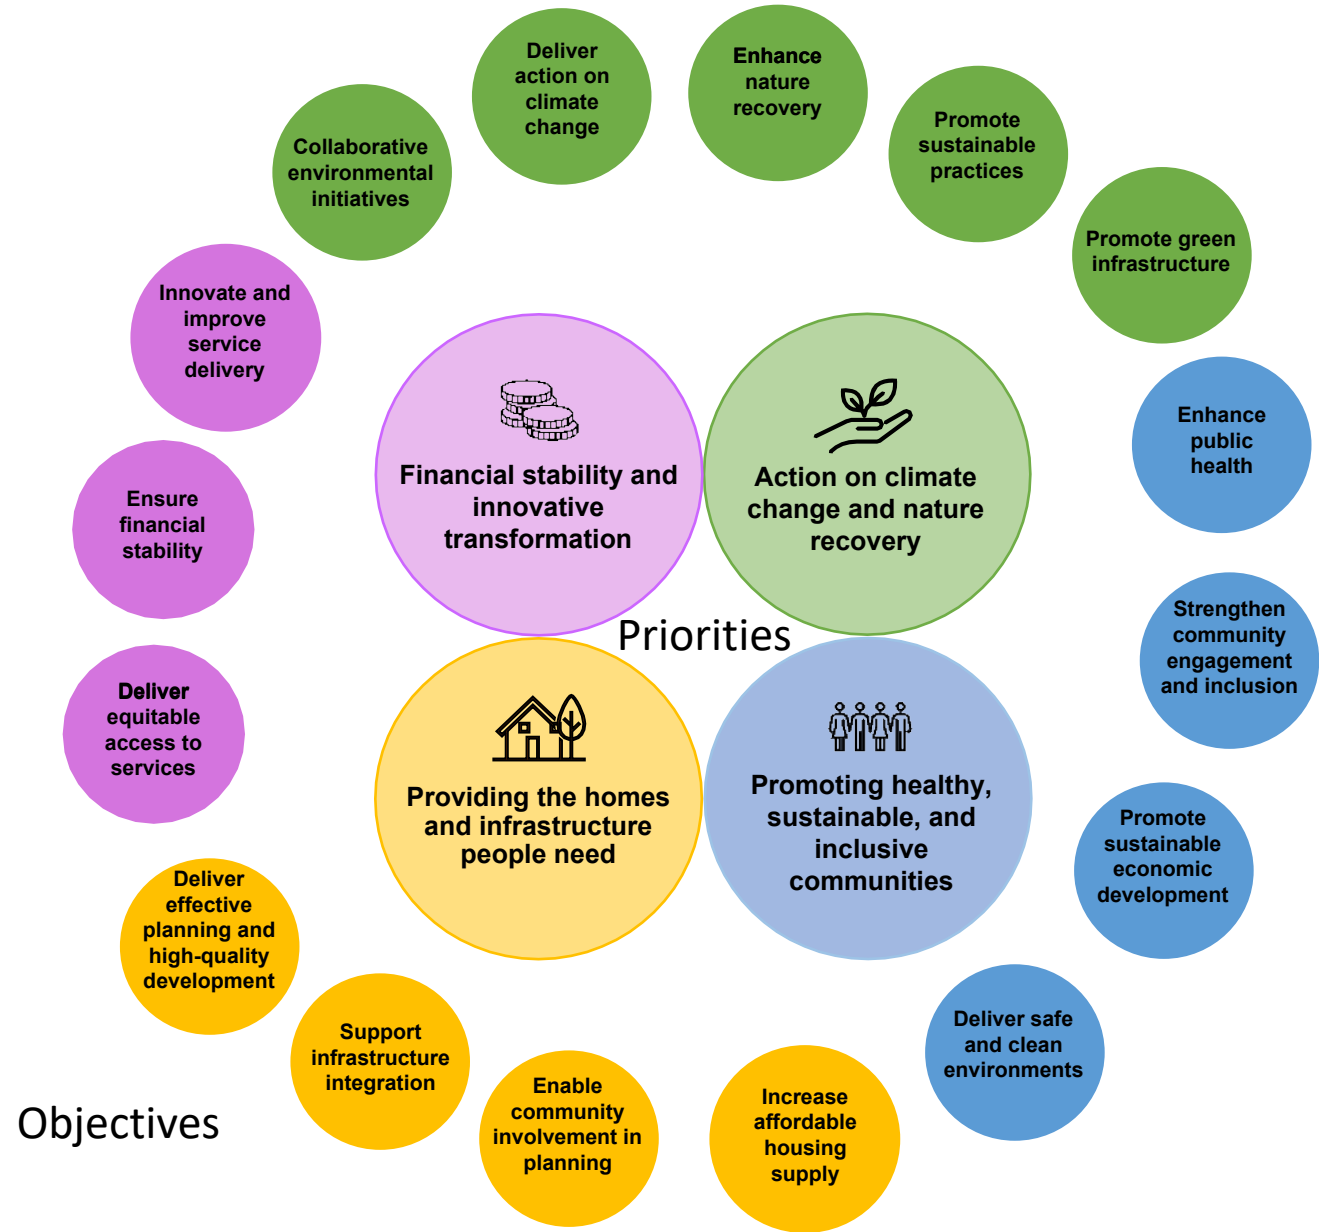 Deliver
action on
climate
change
Enhance
nature
recovery
Promote
sustainable
practices
Collaborative
environmental
initiatives
Promote green
infrastructure
Innovate and
improve
service
delivery
Enhance
public
health
Ensure
financial
stability
Strengthen
community
engagement
and inclusion
Deliver
equitable
access to
services
Promote
sustainable
economic
development
Deliver
effective
planning and
high-quality
development
Deliver safe
and clean
environments
Support
infrastructure
integration
Enable
community
involvement in
planning
Increase
affordable
housing
supply
Financial stability and
innovative
transformation
Action on climate
change and nature
recovery
Priorities
Providing the homes
and infrastructure
people need
Promoting healthy,
sustainable, and
inclusive
communities
Objectives